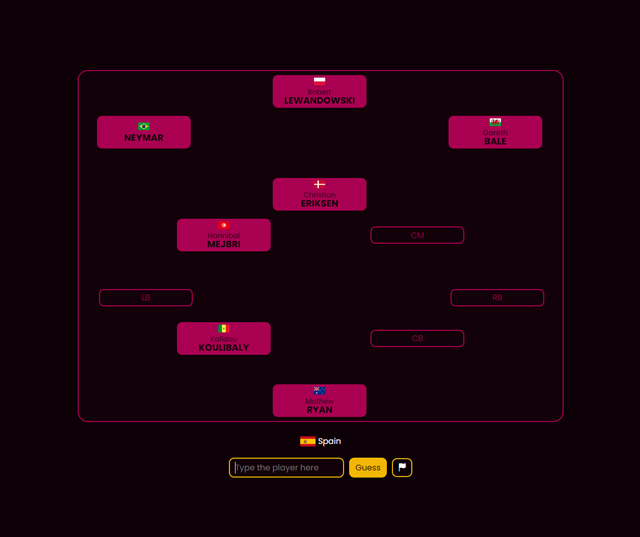 Robert
LEWANDOWSKI
NEYMAR
Gareth
BALE
Christian
ERIKSEN
Hannibal
MEJBRI
CM
LB
RB
Kalidou
KOULIBALY
CB
Mathew
RYAN
Spain
Type the player here
Guess